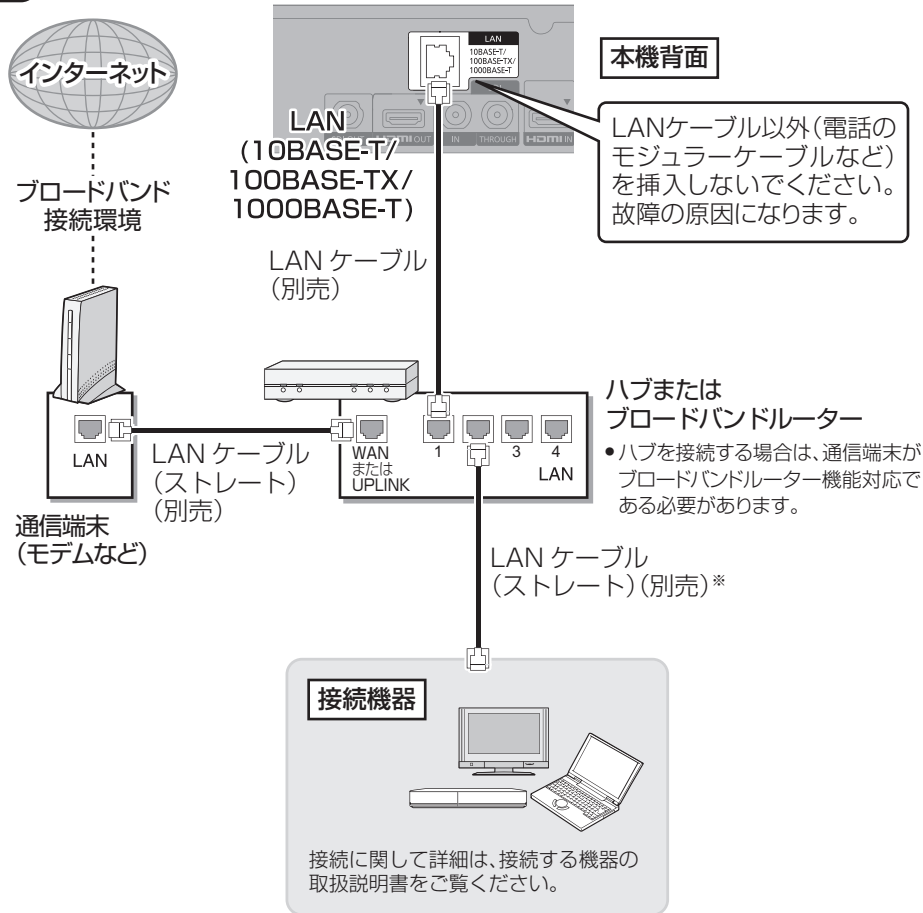 インターネット
LAN
10BASE-T/
100BASE-TX/
1000BASE-T
HDMI OUT
IN
THROUGH
HDMI IN
本機背面
LAN
(10BASE-T/
100BASE-TX/
1000BASE-T)
LANケーブル以外(電話の
モジュラーケーブルなど)
を挿入しないでください。
故障の原因になります。
ブロードバンド
接続環境
LAN ケーブル
(別売)
ハブまたは
ブロードバンドルーター
•ハブを接続する場合は、通信端末が
ブロードバンドルーター機能対応で
ある必要があります。
LAN
LAN ケーブル
(ストレート)
(別売)
WAN
または
UPLINK
1
3
4
LAN
通信端末
(モデムなど)
LAN ケーブル
(ストレート)(別売)※
接続機器
接続に関して詳細は、接続する機器の
取扱説明書をご覧ください。